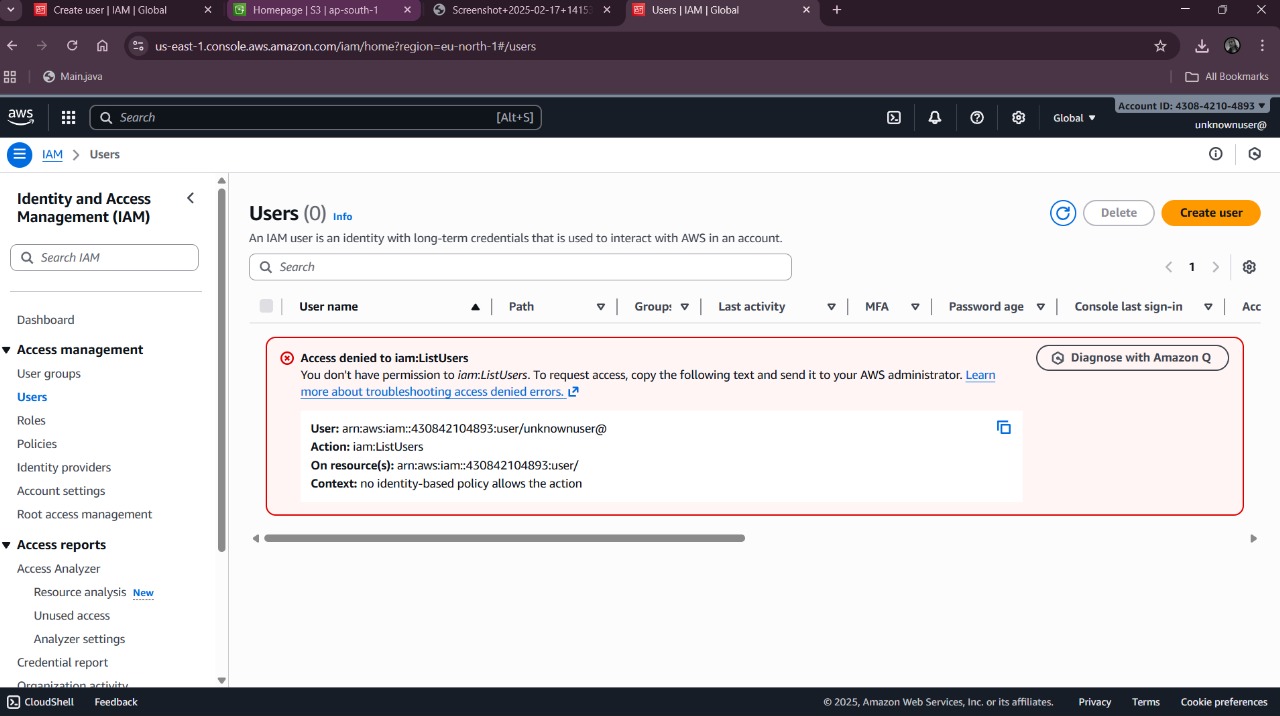 Create user | IAM | Global
Homepage | S3 | ap-south-1
Screenshot+2025-02-17+1415
Users | IAM | Global
us-east-1.console.aws.amazon.com/iam/home?region=eu-north-1#/users
Main.java
All Bookmarks
aws
Search
[Alt+S]
Global
Account ID: 4308-4210-4893
unknownuser@
IAM
Users
Identity and Access
Management (IAM)
Search IAM
Dashboard
Access management
User groups
Users
Roles
Policies
Identity providers
Account settings
Root access management
Access reports
Access Analyzer
Resource analysis New
Unused access
Analyzer settings
Credential report
Organization activity
Users (0) Info
Delete
Create user
An IAM user is an identity with long-term credentials that is used to interact with AWS in an account.
Search
1
User name
Path
Groups
Last activity
MFA
Password age
Console last sign-in
Acc
Access denied to iam:ListUsers
You don't have permission to iam:ListUsers. To request access, copy the following text and send it to your AWS administrator. Learn
more about troubleshooting access denied errors.
Diagnose with Amazon Q
User: arn:aws:iam::430842104893:user/unknownuser@
Action: iam:ListUsers
On resource(s): arn:aws:iam::430842104893:user/
Context: no identity-based policy allows the action
CloudShell
Feedback
© 2025, Amazon Web Services, Inc. or its affiliates.
Privacy
Terms
Cookie preferences